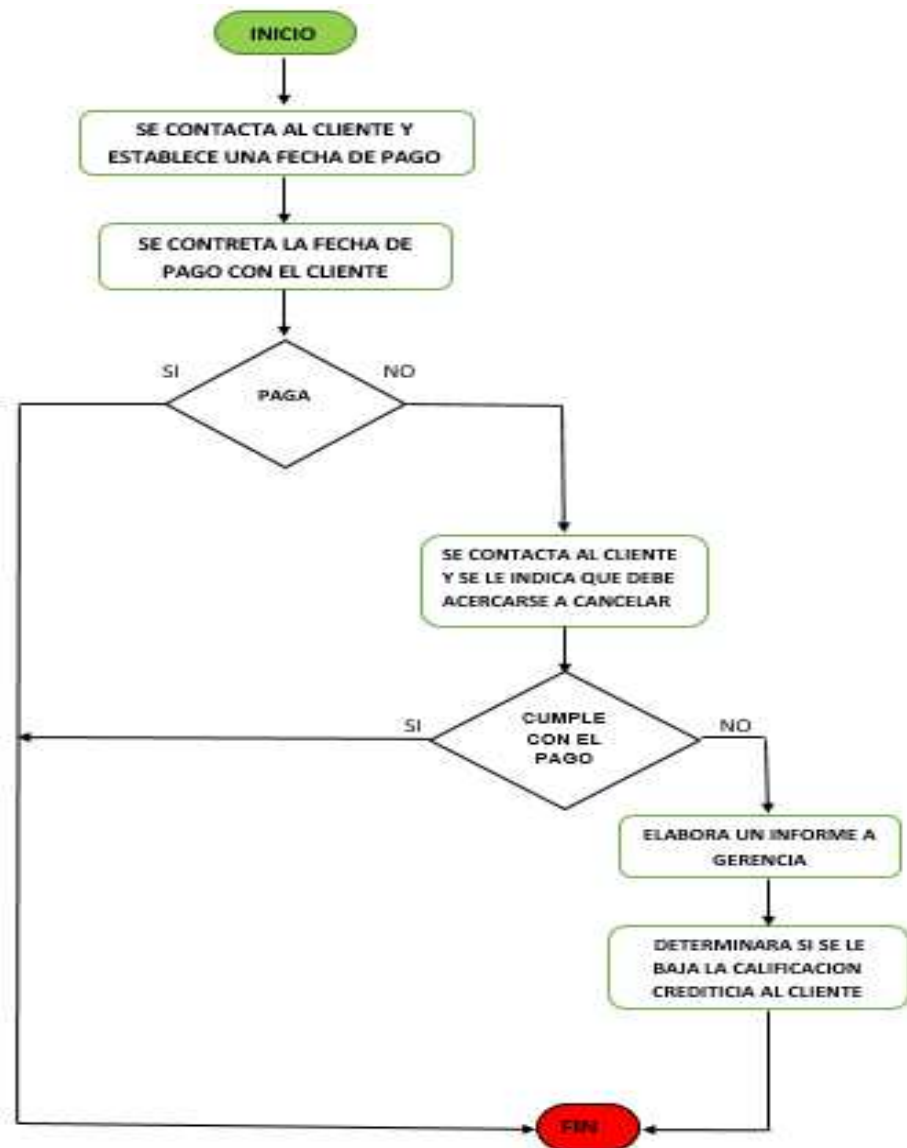 INICIO
SE CONTACTA AL CLIENTE Y
ESTABLECE UNA FECHA DE PAGO
SE CONTRETA LA FECHA DE
PAGO CON EL CLIENTE
SI
NO
PAGA
SE CONTACTA AL CLIENTE
Y SE LE INDICA QUE DEBE
ACERCARSE A CANCELAR
SI
CUMPLE
CON EL
PAGO
NO
ELABORA UN INFORME A
GERENCIA
DETERMINARA SI SE LE
BAJA LA CALIFICACION
CREDITICIA AL CLIENTE
FIN